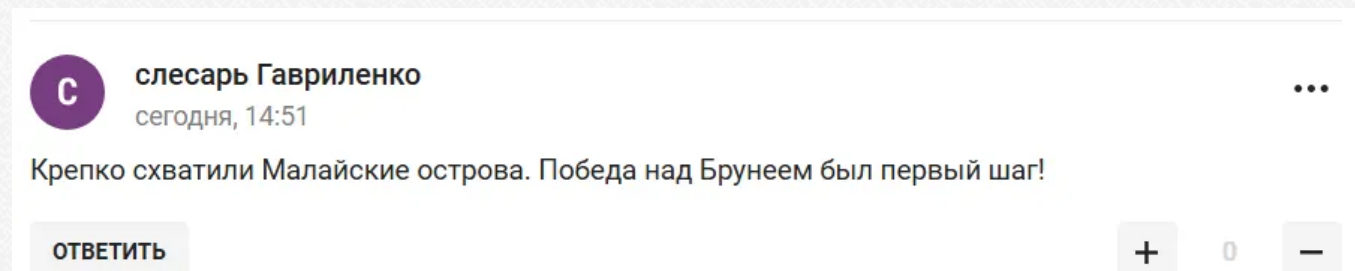 С
слесарь Гавриленко
сегодня, 14:51
Крепко схватили Малайские острова. Победа над Брунеем был первый шаг!
ОТВЕТИТЬ
+ 0 −